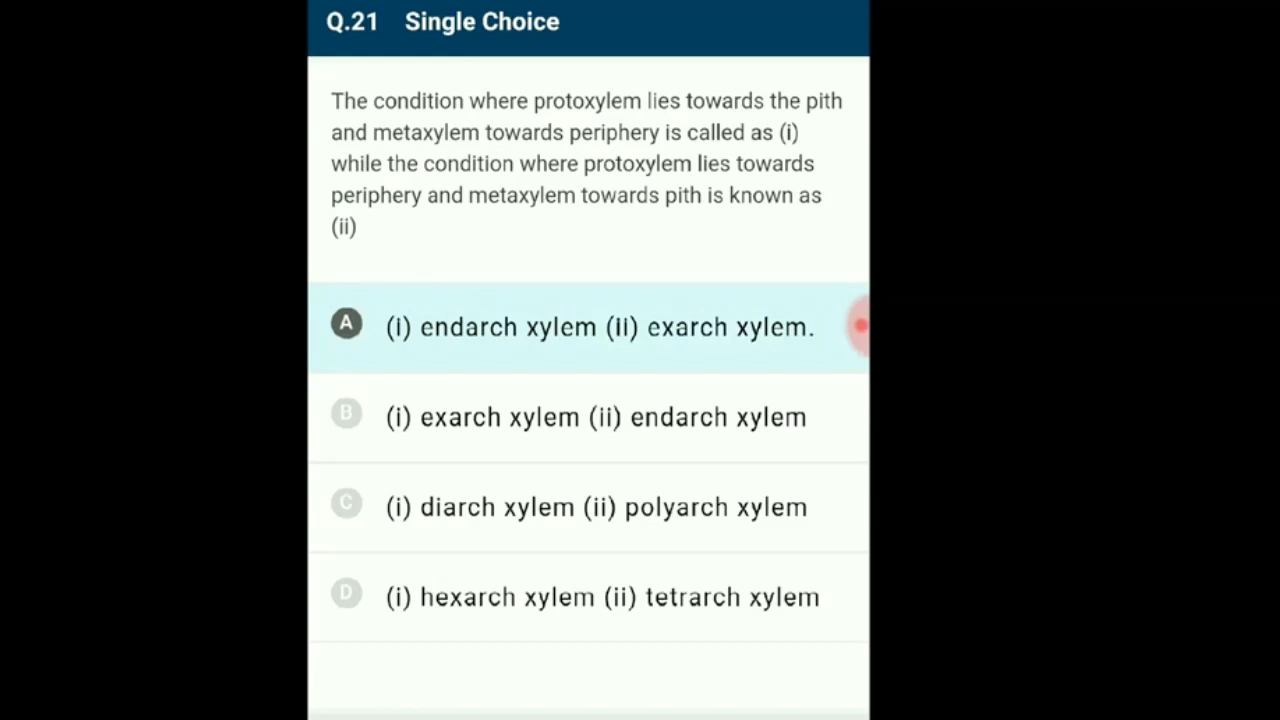 Q.21 Single Choice
The condition where protoxylem lies towards the pith
and metaxylem towards periphery is called as (i)
while the condition where protoxylem lies towards
periphery and metaxylem towards pith is known as
(ii)
A (i) endarch xylem (ii) exarch xylem.
B (i) exarch xylem (ii) endarch xylem
C (i) diarch xylem (ii) polyarch xylem
D (i) hexarch xylem (ii) tetrarch xylem